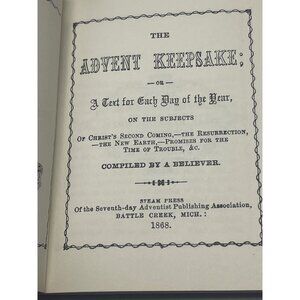 THE
ADVENT KEEPSAKE;
—OR—
A Text for Each Day of the Year,
ON THE SUBJECTS
OF CHRIST'S SECOND COMING,—THE RESURRECTION,
—THE NEW EARTH,—PROMISES FOR THE
TIME OF TROUBLE, &C.
COMPILED BY A BELIEVER.
STEAM PRESS
Of the Seventh-day Adventist Publishing Association,
BATTLE CREEK, MICH.:
1868.